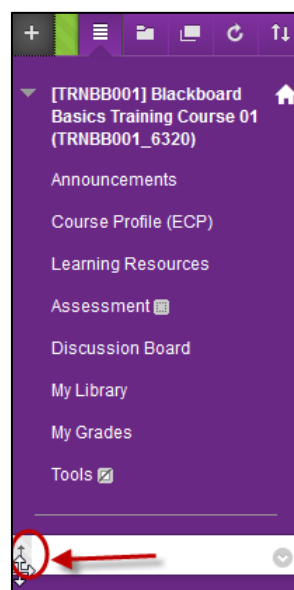 [TRNBB001] Blackboard
Basics Training Course 01
(TRNBB001_6320)
Announcements
Course Profile (ECP)
Learning Resources
Assessment
Discussion Board
My Library
My Grades
Tools